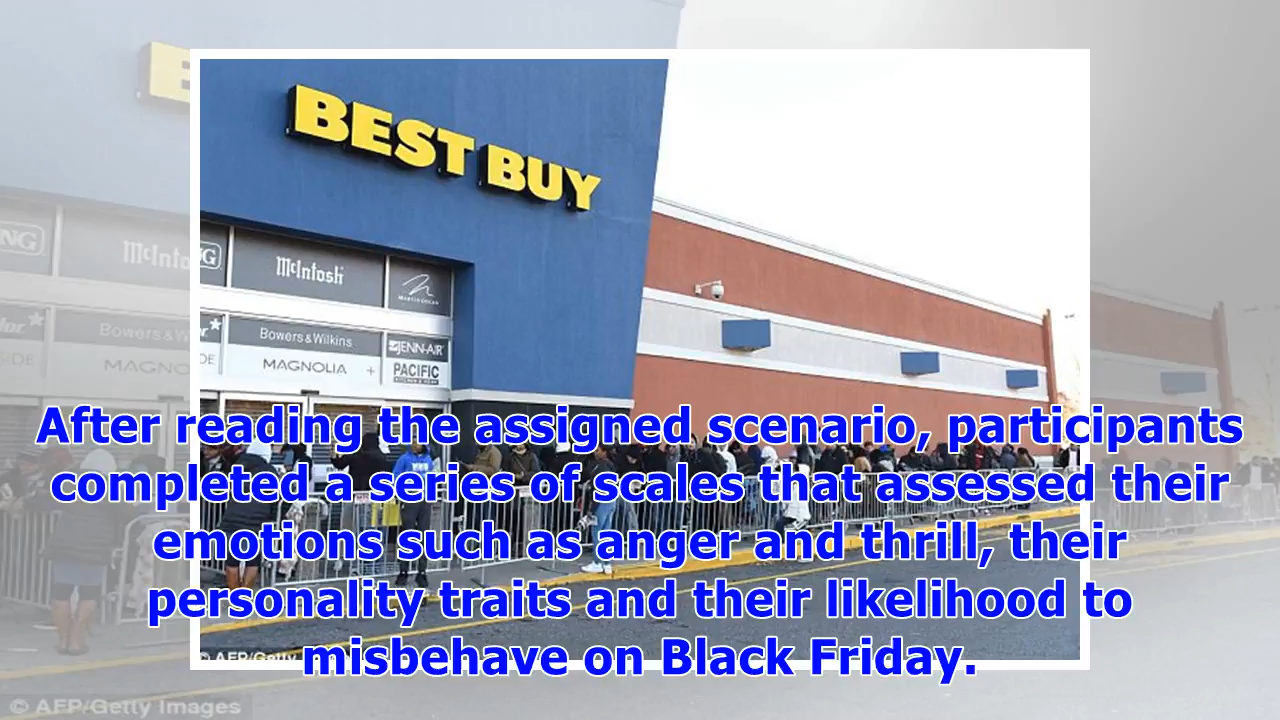 BEST BUY
McIntosh
MARTINLOGAN
Bowers & Wilkins
JENN-AIR
MAGNOLIA
PACIFIC
After reading the assigned scenario, participants
completed a series of scales that assessed their
emotions such as anger and thrill, their
personality traits and their likelihood to
misbehave on Black Friday.
© AFP/Getty Images